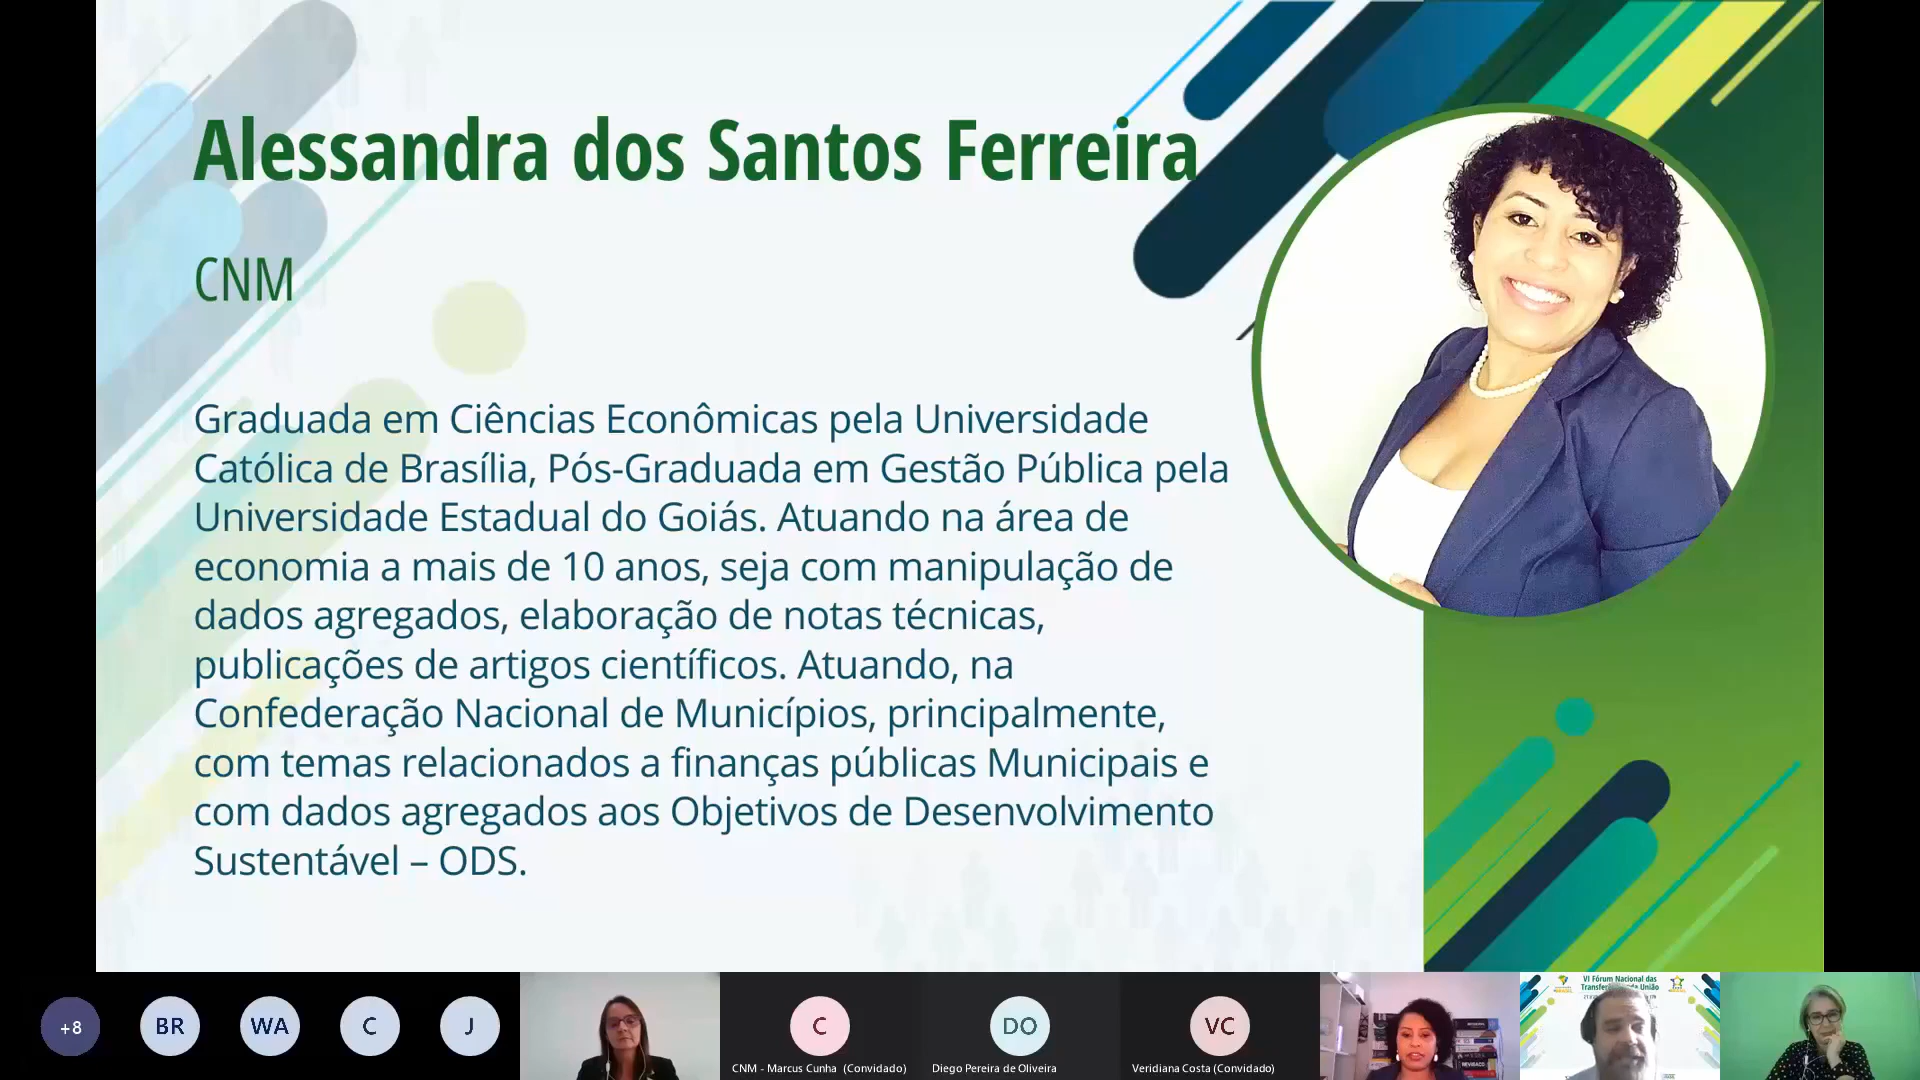 Alessandra dos Santos Ferreira
CNM
Graduada em Ciências Econômicas pela Universidade
Católica de Brasília, Pós-Graduada em Gestão Pública pela
Universidade Estadual do Goiás. Atuando na área de
economia a mais de 10 anos, seja com manipulação de
dados agregados, elaboração de notas técnicas,
publicações de artigos científicos. Atuando, na
Confederação Nacional de Municípios, principalmente,
com temas relacionados a finanças públicas Municipais e
com dados agregados aos Objetivos de Desenvolvimento
Sustentável – ODS.
+8
BR
WA
C
J
C
CNM - Marcus Cunha (Convidado)
DO
Diego Pereira de Oliveira
VC
Veridiana Costa (Convidado)
VI Fórum Nacional das
União